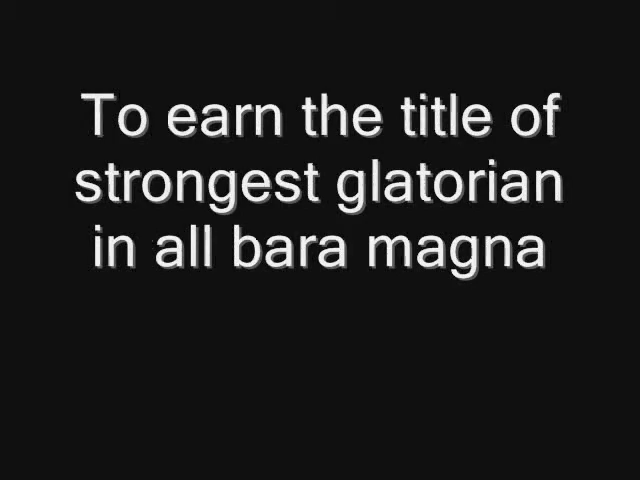 To earn the title of
strongest glatorian
in all bara magna